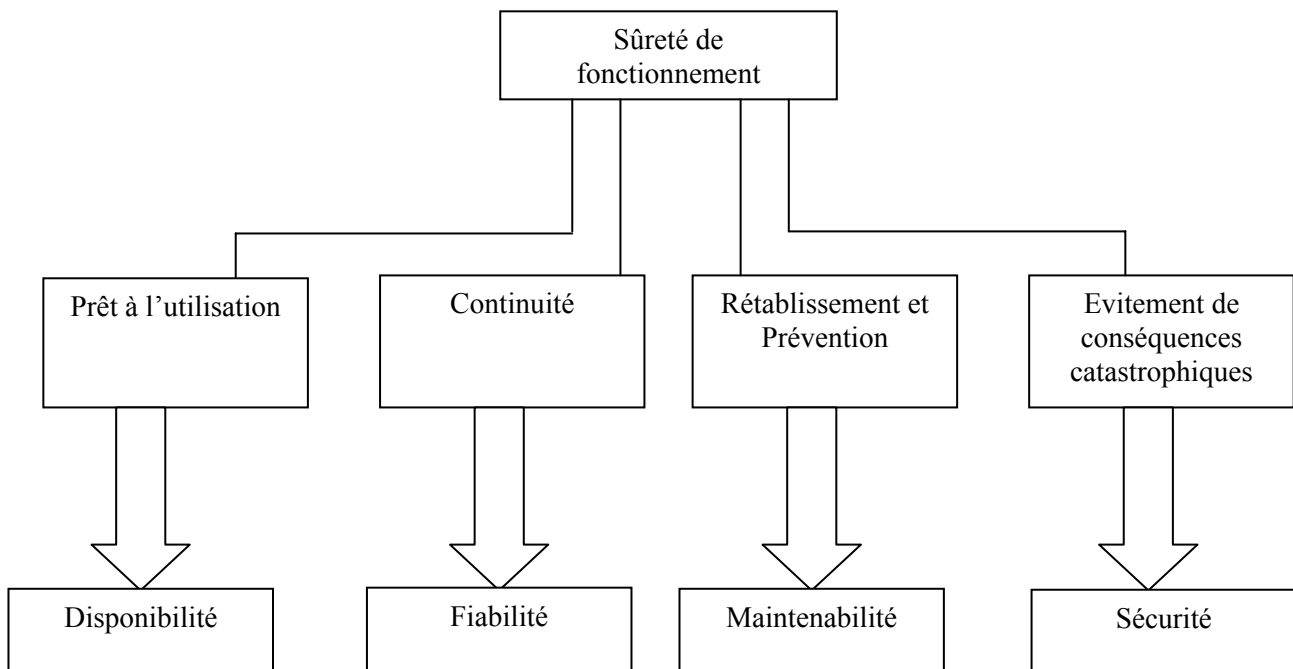 Sûreté de
fonctionnement
Prêt à l’utilisation
Continuité
Rétablissement et
Prévention
Evitement de
conséquences
catastrophiques
Disponibilité
Fiabilité
Maintenabilité
Sécurité